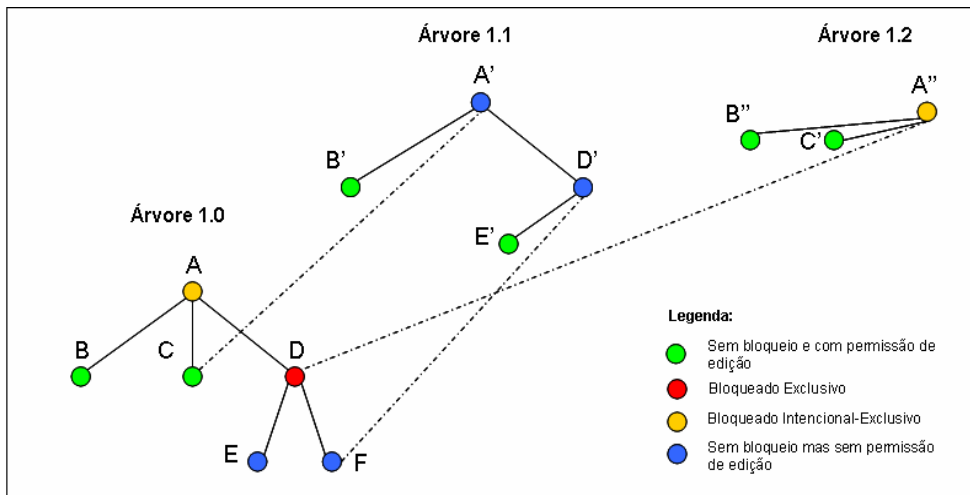 Árvore 1.1
Árvore 1.2
A'
A''
B''
C'
B'
D'
Árvore 1.0
E'
A
B
C
D
E
F
Legenda:
Sem bloqueio e com permissão de
edição
Bloqueado Exclusivo
Bloqueado Intencional-Exclusivo
Sem bloqueio mas sem permissão
de edição